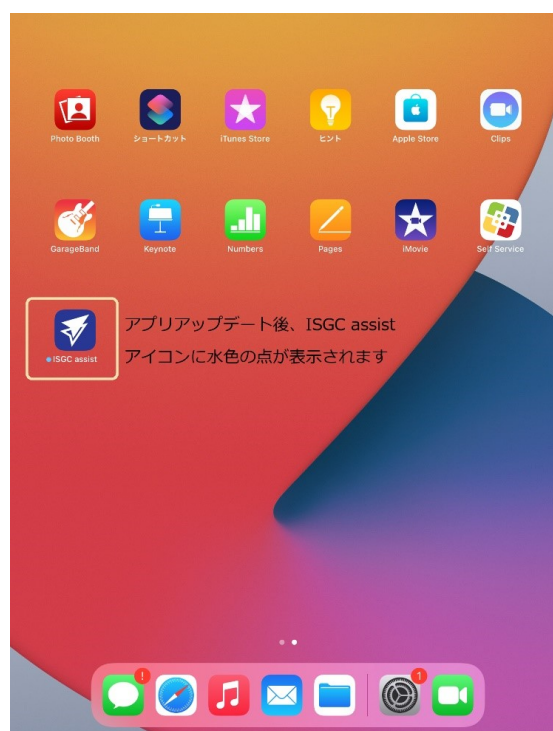 Photo Booth
ショートカット
iTunes Store
ヒント
Apple Store
Clips
GarageBand
Keynote
Numbers
Pages
iMovie
Self Service
ISGC assist
アプリアップデート後、ISGC assist
アイコンに水色の点が表示されます
!
1